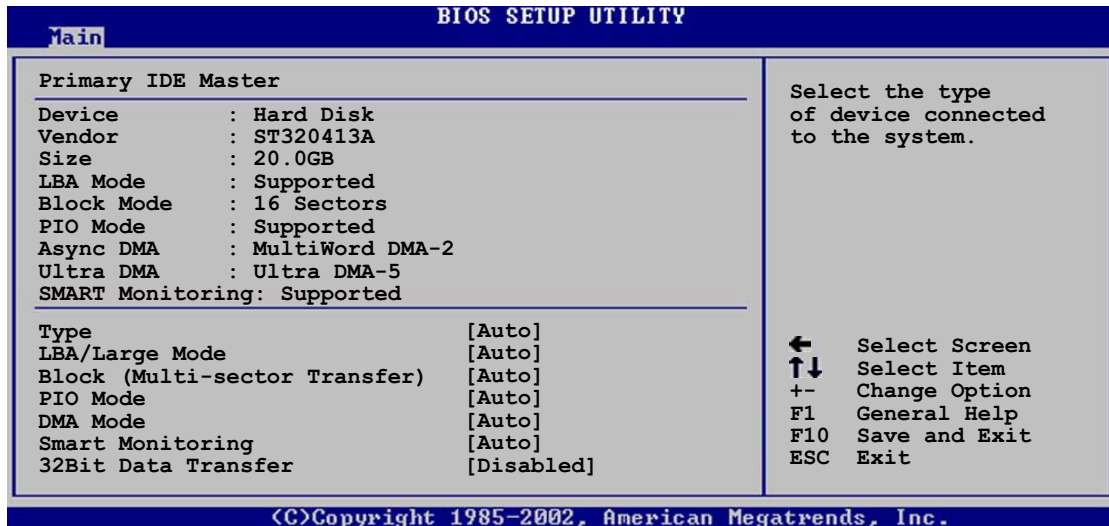 BIOS SETUP UTILITY
Main
Primary IDE Master
Device : Hard Disk
Vendor : ST320413A
Size : 20.0GB
LBA Mode : Supported
Block Mode : 16 Sectors
PIO Mode : Supported
Async DMA : MultiWord DMA-2
Ultra DMA : Ultra DMA-5
SMART Monitoring: Supported
Type [Auto]
LBA/Large Mode [Auto]
Block (Multi-sector Transfer) [Auto]
PIO Mode [Auto]
DMA Mode [Auto]
Smart Monitoring [Auto]
32Bit Data Transfer [Disabled]
Select the type
of device connected
to the system.
← Select Screen
↑↓ Select Item
+- Change Option
F1 General Help
F10 Save and Exit
ESC Exit
(C)Copyright 1985-2002, American Megatrends, Inc.